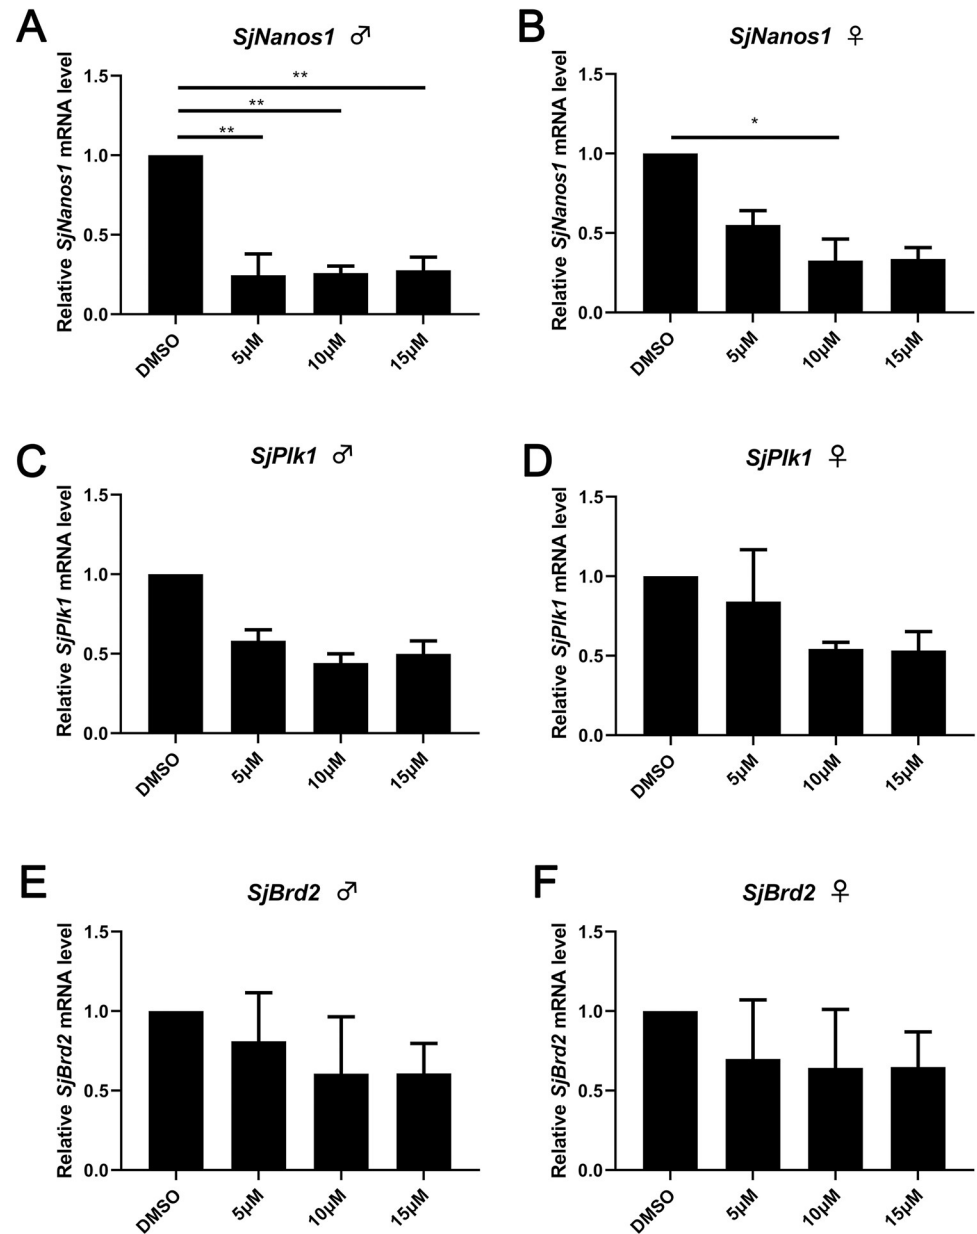 A
SjNanos1 ♂
Relative SjNanos1 mRNA level
1.5
1.0
0.5
0.0
**
**
**
DMSO
5μM
10μM
15μM
B
SjNanos1 ♀
Relative SjNanos1 mRNA level
1.5
1.0
0.5
0.0
*
DMSO
5μM
10μM
15μM
C
SjPlk1 ♂
Relative SjPlk1 mRNA level
1.5
1.0
0.5
0.0
DMSO
5μM
10μM
15μM
D
SjPlk1 ♀
Relative SjPlk1 mRNA level
1.5
1.0
0.5
0.0
DMSO
5μM
10μM
15μM
E
SjBrd2 ♂
Relative SjBrd2 mRNA level
1.5
1.0
0.5
0.0
DMSO
5μM
10μM
15μM
F
SjBrd2 ♀
Relative SjBrd2 mRNA level
1.5
1.0
0.5
0.0
DMSO
5μM
10μM
15μM